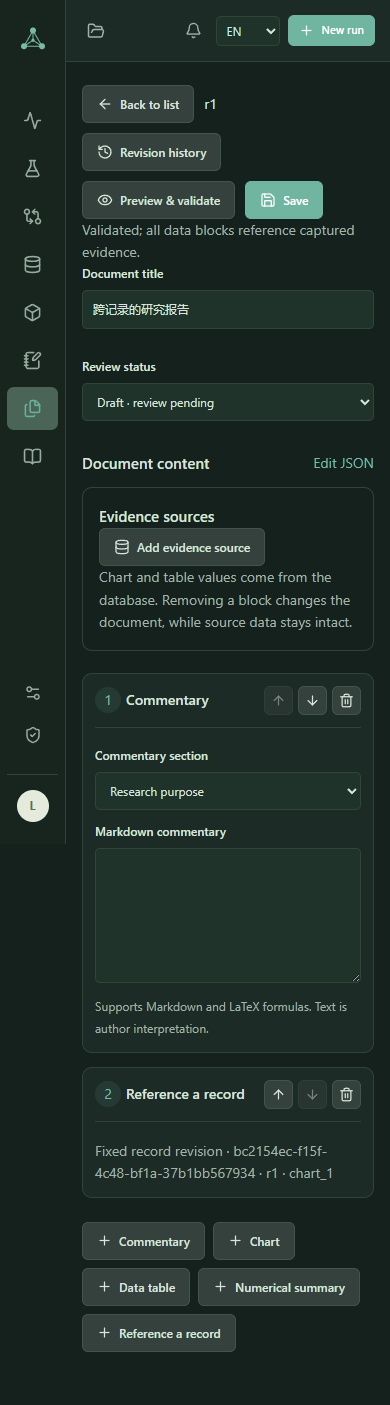 EN
New run
Back to list
r1
Revision history
Preview & validate
Save
Validated; all data blocks reference captured
evidence.
Document title
跨记录的研究报告
Review status
Draft · review pending
Document content
Edit JSON
Evidence sources
Add evidence source
Chart and table values come from the
database. Removing a block changes the
document, while source data stays intact.
1 Commentary
Commentary section
Research purpose
Markdown commentary
Supports Markdown and LaTeX formulas. Text is
author interpretation.
2 Reference a record
Fixed record revision · bc2154ec-f15f-
4c48-bf1a-37b1bb567934 · r1 · chart_1
Commentary
Chart
Data table
Numerical summary
Reference a record
L